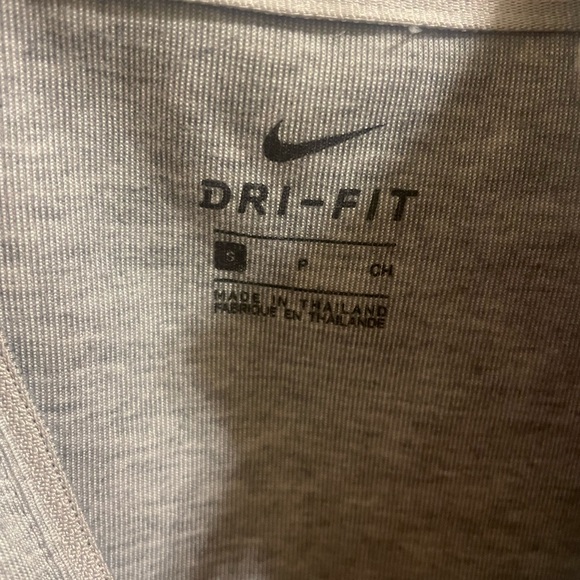 DRI-FIT
S P CH
MADE IN THAILAND
FABRIQUE EN THAILANDE